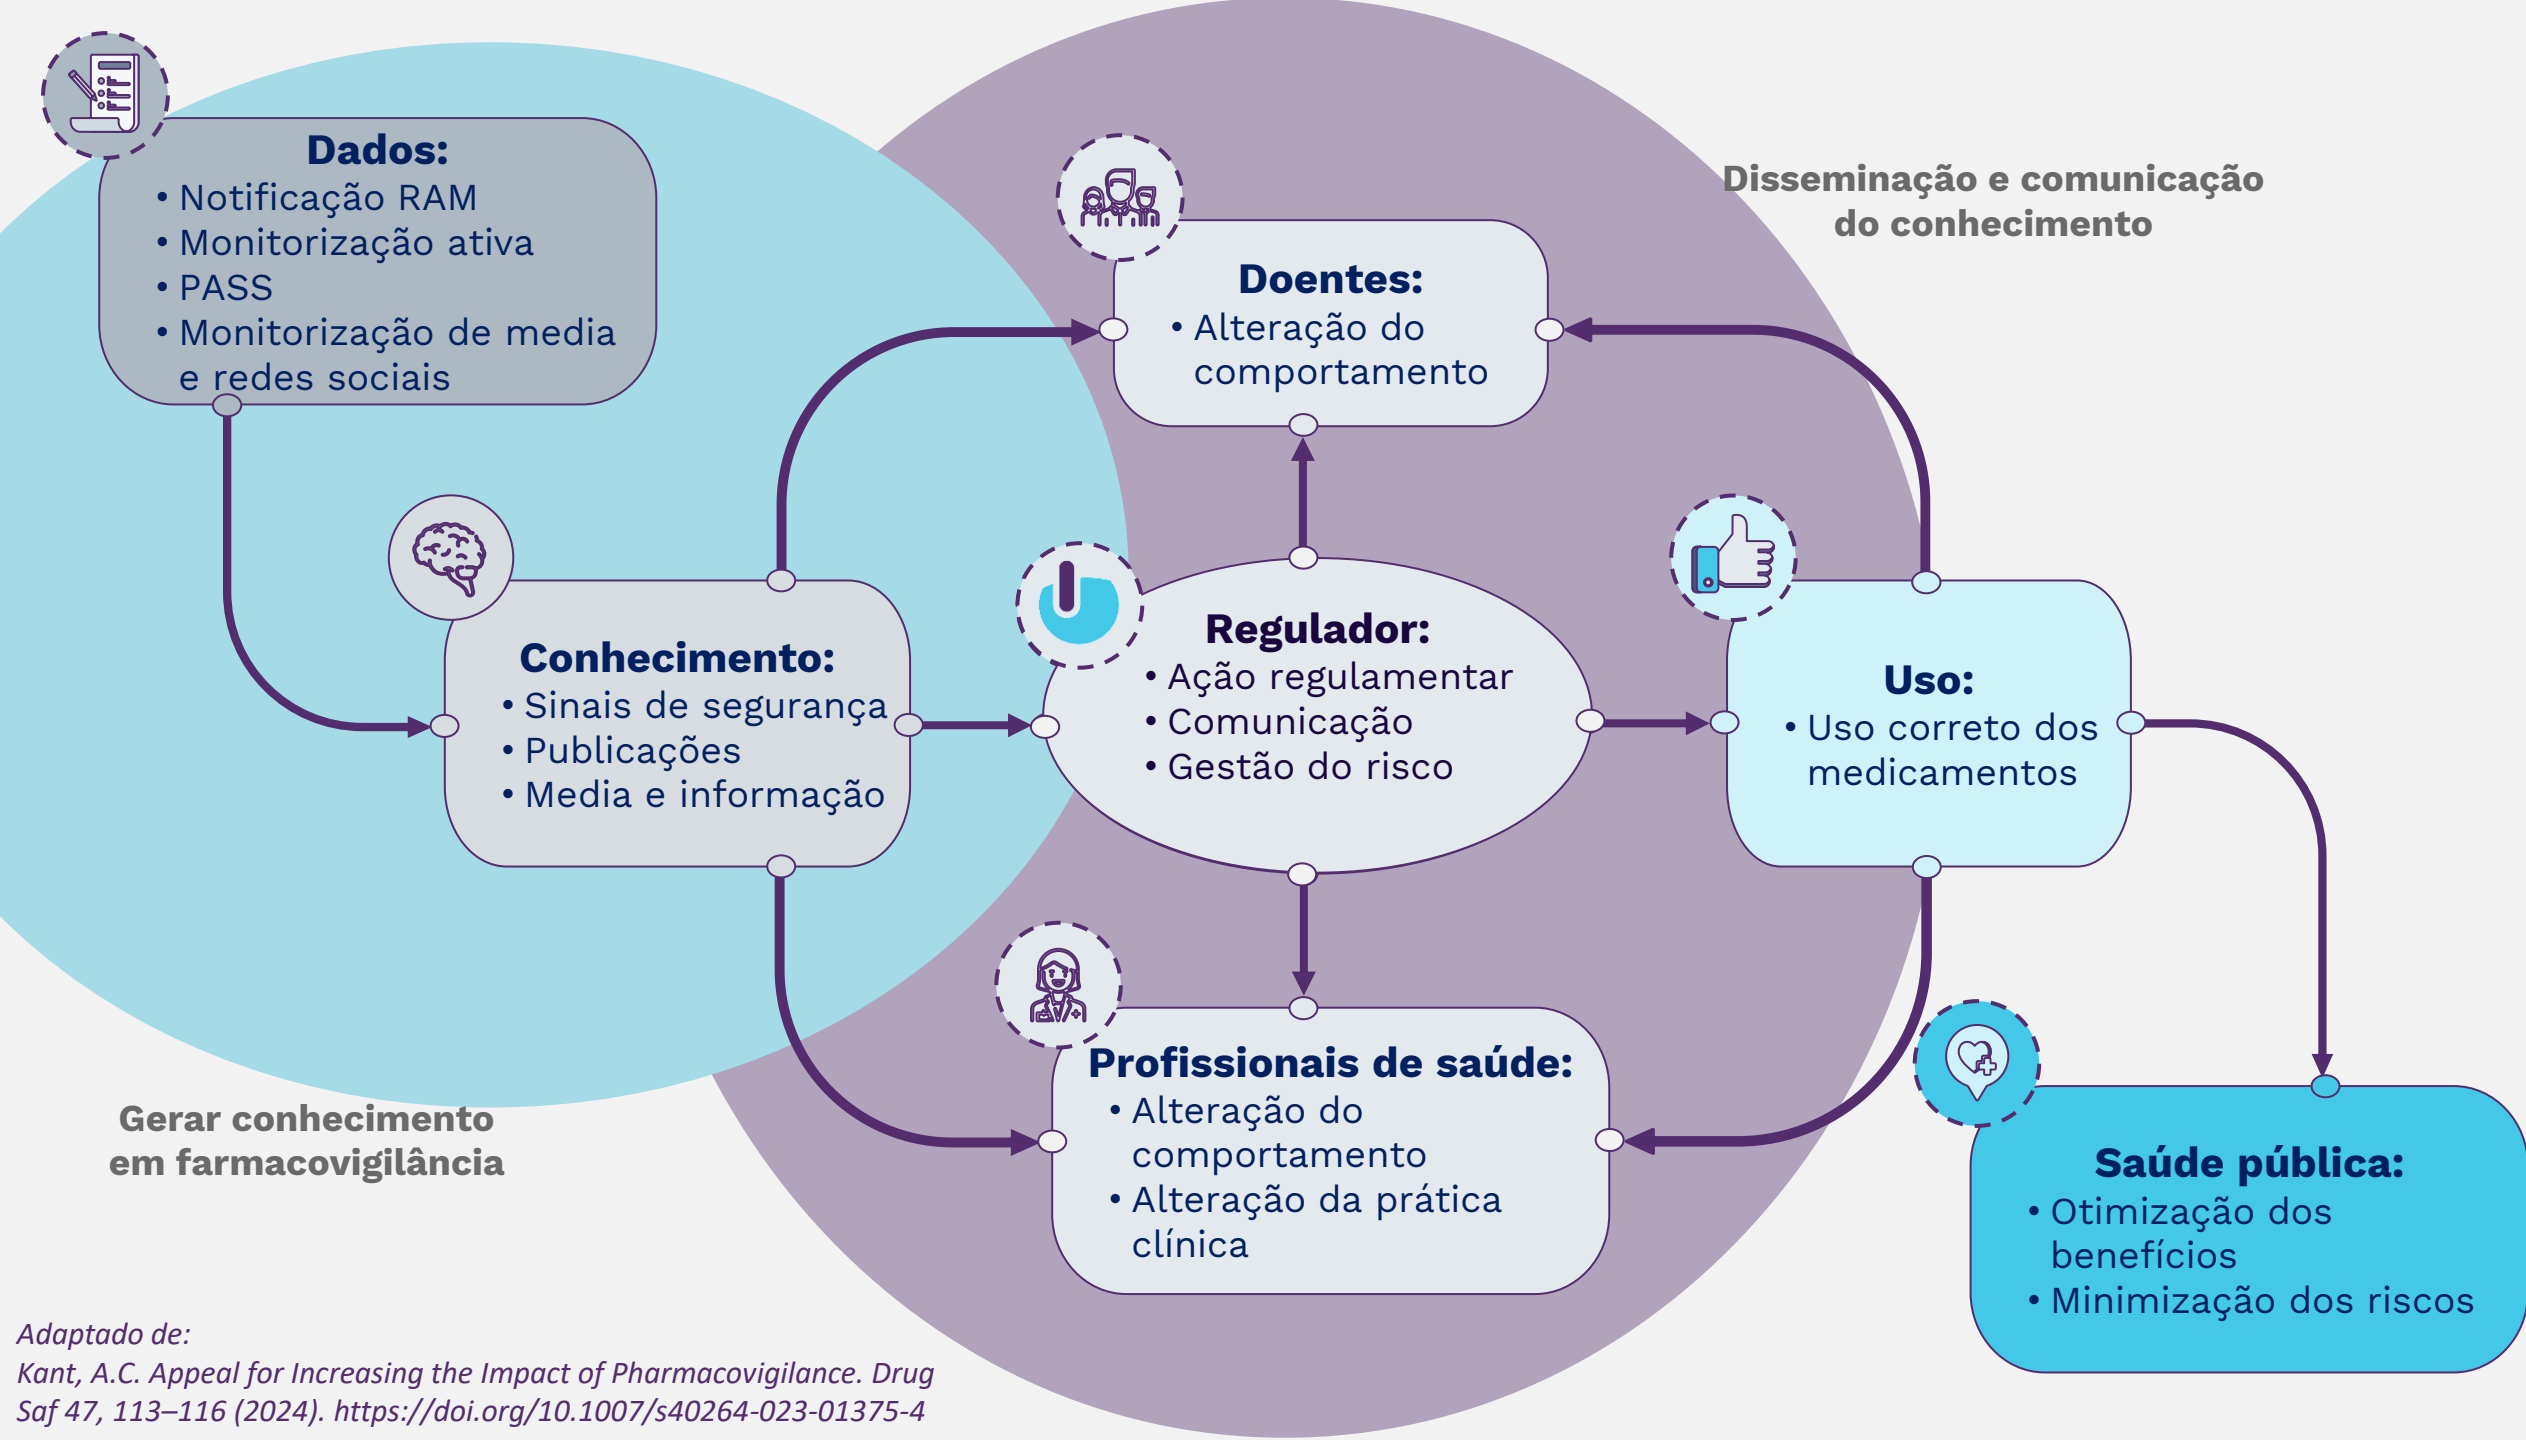 Dados:
• Notificação RAM
• Monitorização ativa
• PASS
• Monitorização de media
e redes sociais
Disseminação e comunicação
do conhecimento
Doentes:
• Alteração do
comportamento
Conhecimento:
• Sinais de segurança
• Publicações
• Media e informação
Regulador:
• Ação regulamentar
• Comunicação
• Gestão do risco
Uso:
• Uso correto dos
medicamentos
Profissionais de saúde:
• Alteração do
comportamento
• Alteração da prática
clínica
Gerar conhecimento
em farmacovigilância
Saúde pública:
• Otimização dos
benefícios
• Minimização dos riscos
Adaptado de:
Kant, A.C. Appeal for Increasing the Impact of Pharmacovigilance. Drug
Saf 47, 113–116 (2024). https://doi.org/10.1007/s40264-023-01375-4